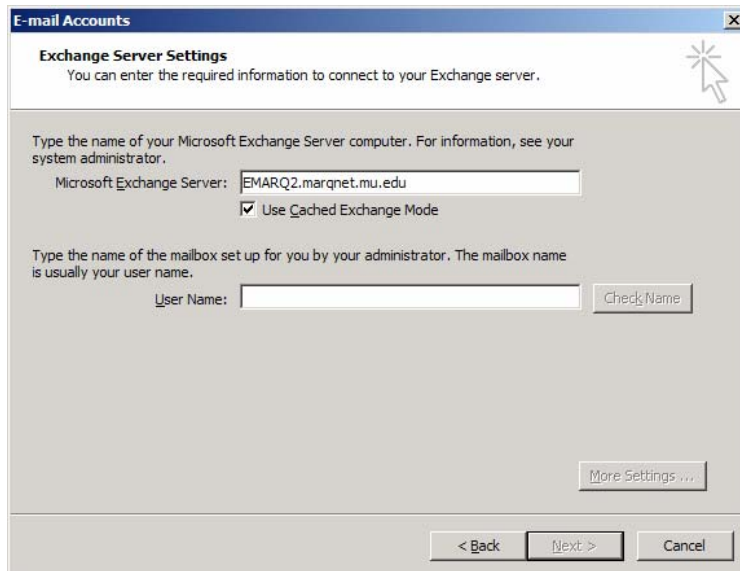 E-mail Accounts
Exchange Server Settings
You can enter the required information to connect to your Exchange server.
Type the name of your Microsoft Exchange Server computer. For information, see your
system administrator.
Microsoft Exchange Server: EMARQ2.marqnet.mu.edu
Use Cached Exchange Mode
Type the name of the mailbox set up for you by your administrator. The mailbox name
is usually your user name.
User Name: Check Name
More Settings ...
< Back Next > Cancel